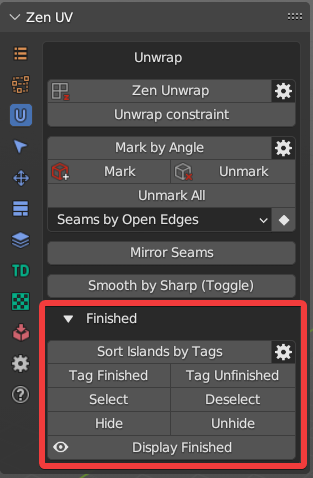 Zen UV
Unwrap
Zen Unwrap
Unwrap constraint
Mark by Angle
Mark Unmark
Unmark All
Seams by Open Edges
Mirror Seams
Smooth by Sharp (Toggle)
TD
Finished
Sort Islands by Tags
Tag Finished Tag Unfinished
Select Deselect
Hide Unhide
Display Finished